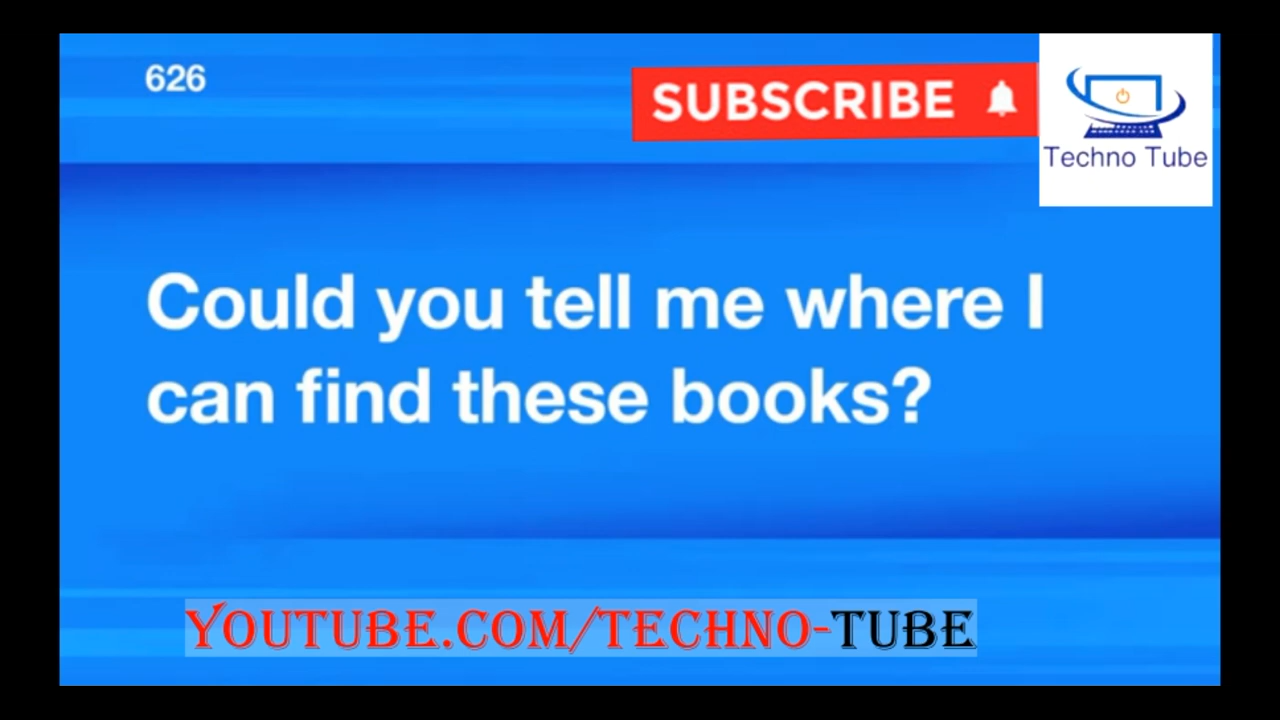 626
SUBSCRIBE
Techno Tube
Could you tell me where I
can find these books?
YOUTUBE.COM/TECHNO-TUBE